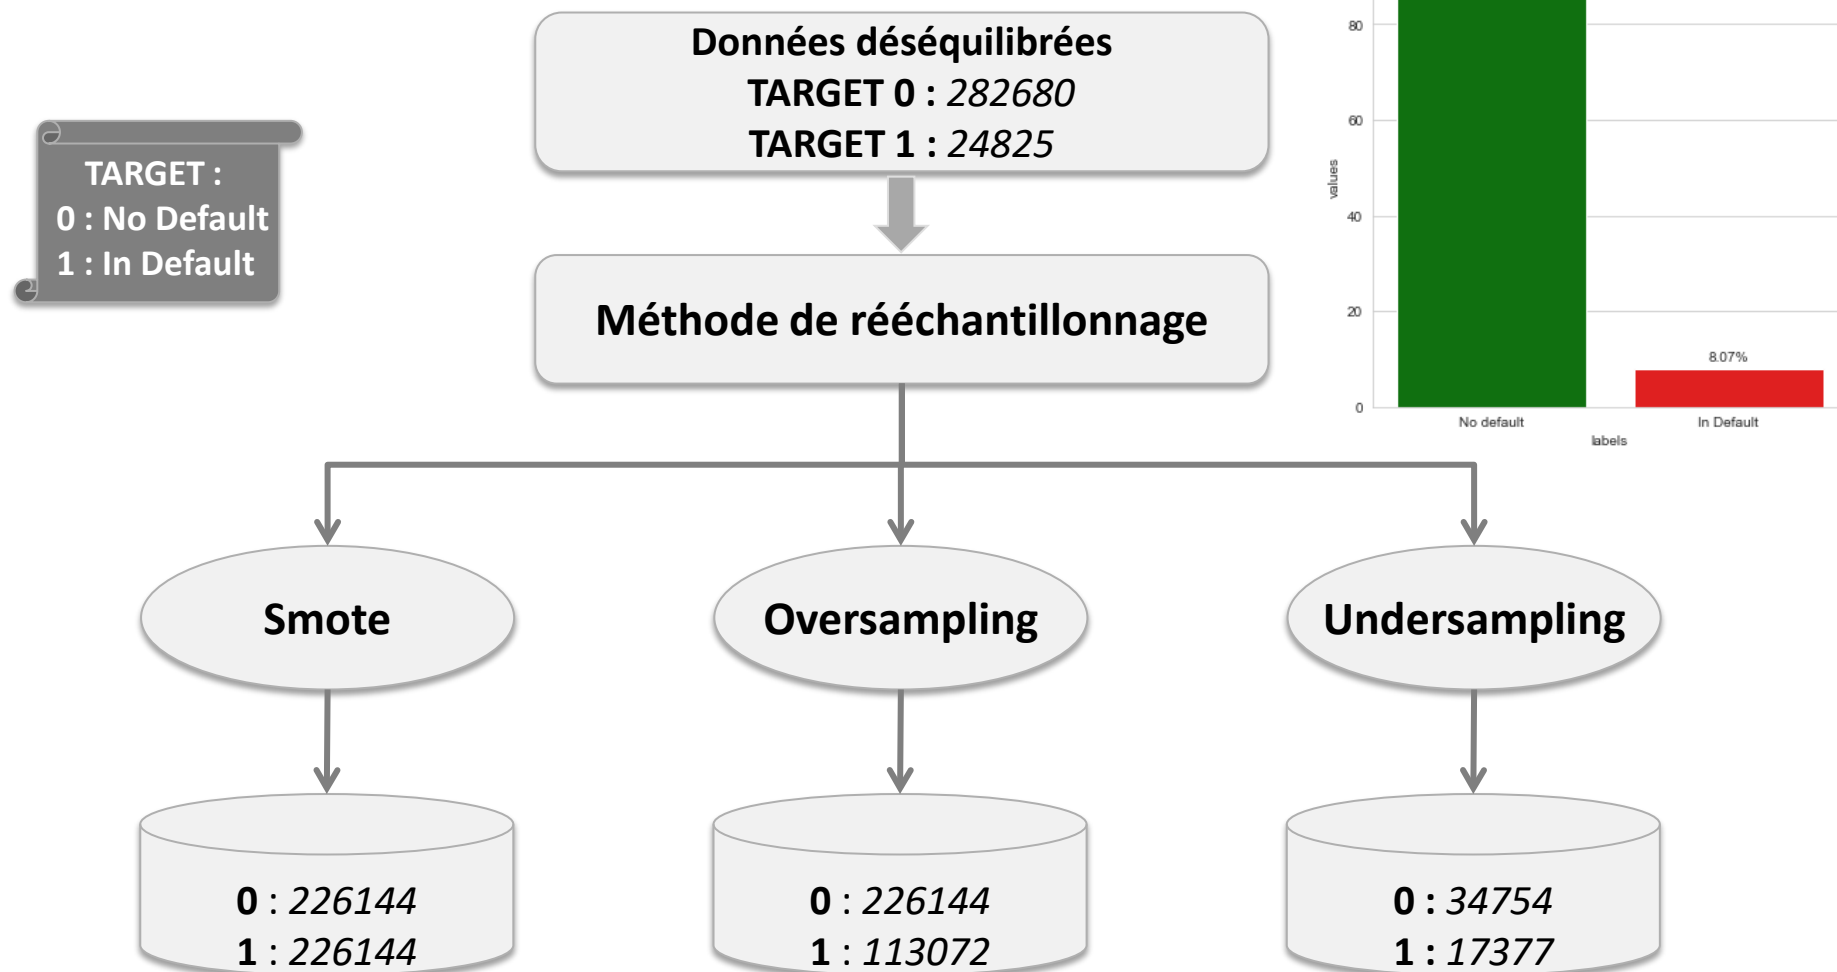 Données déséquilibrées
TARGET 0 : 282680
TARGET 1 : 24825
TARGET :
0 : No Default
1 : In Default
Méthode de rééchantillonnage
80
60
40
20
0
values
8.07%
No default
In Default
labels
Smote
Oversampling
Undersampling
0 : 226144
1 : 226144
0 : 226144
1 : 113072
0 : 34754
1 : 17377